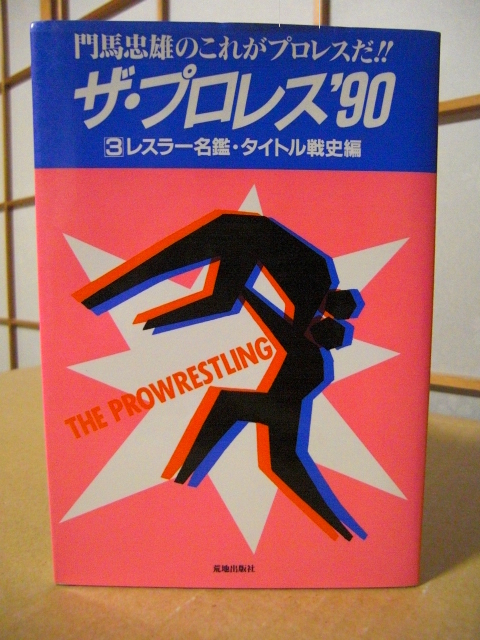 門馬忠雄のこれがプロレスだ!!
ザ・プロレス'90
3レスラー名鑑・タイトル戦史編
THE PROWRESTLING
荒地出版社